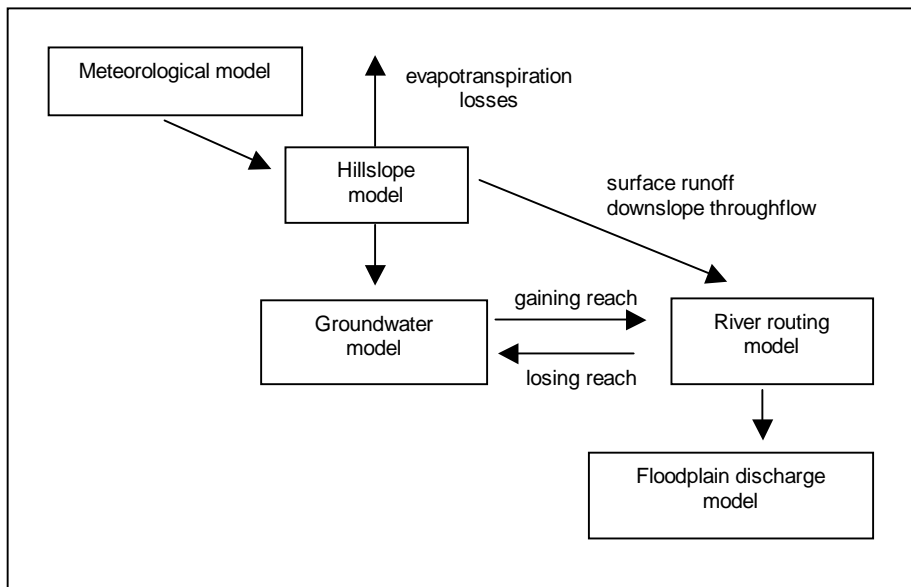 Meteorological model
evapotranspiration
losses
Hillslope
model
surface runoff
downslope throughflow
Groundwater
model
gaining reach
losing reach
River routing
model
Floodplain discharge
model